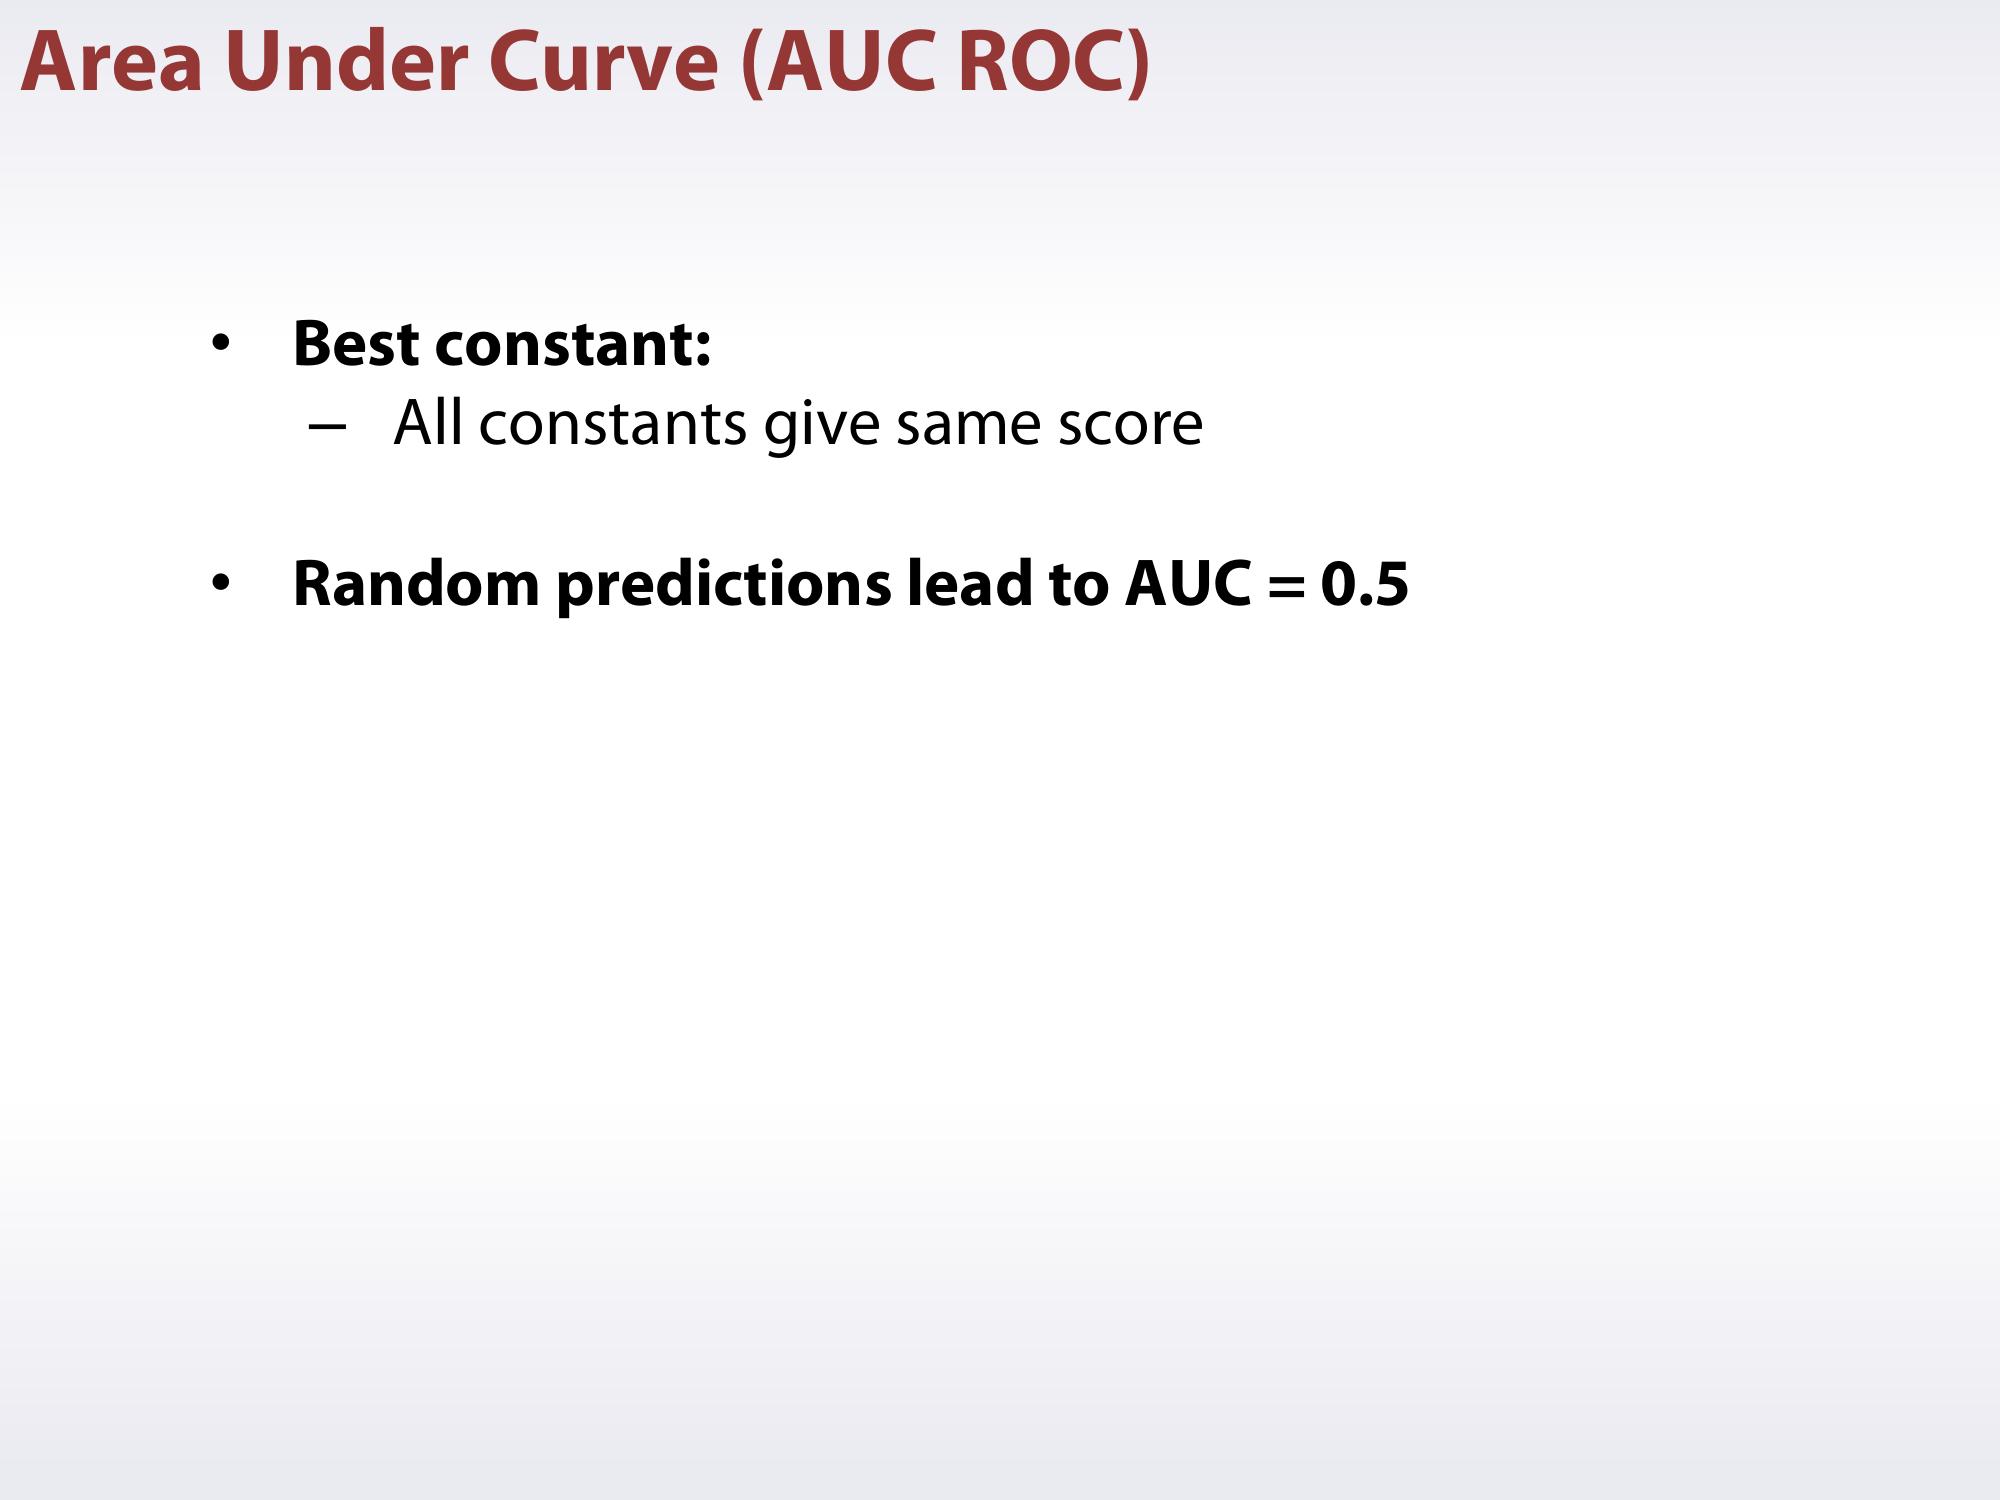 Area Under Curve (AUC ROC)
• Best constant:
– All constants give same score
• Random predictions lead to AUC = 0.5